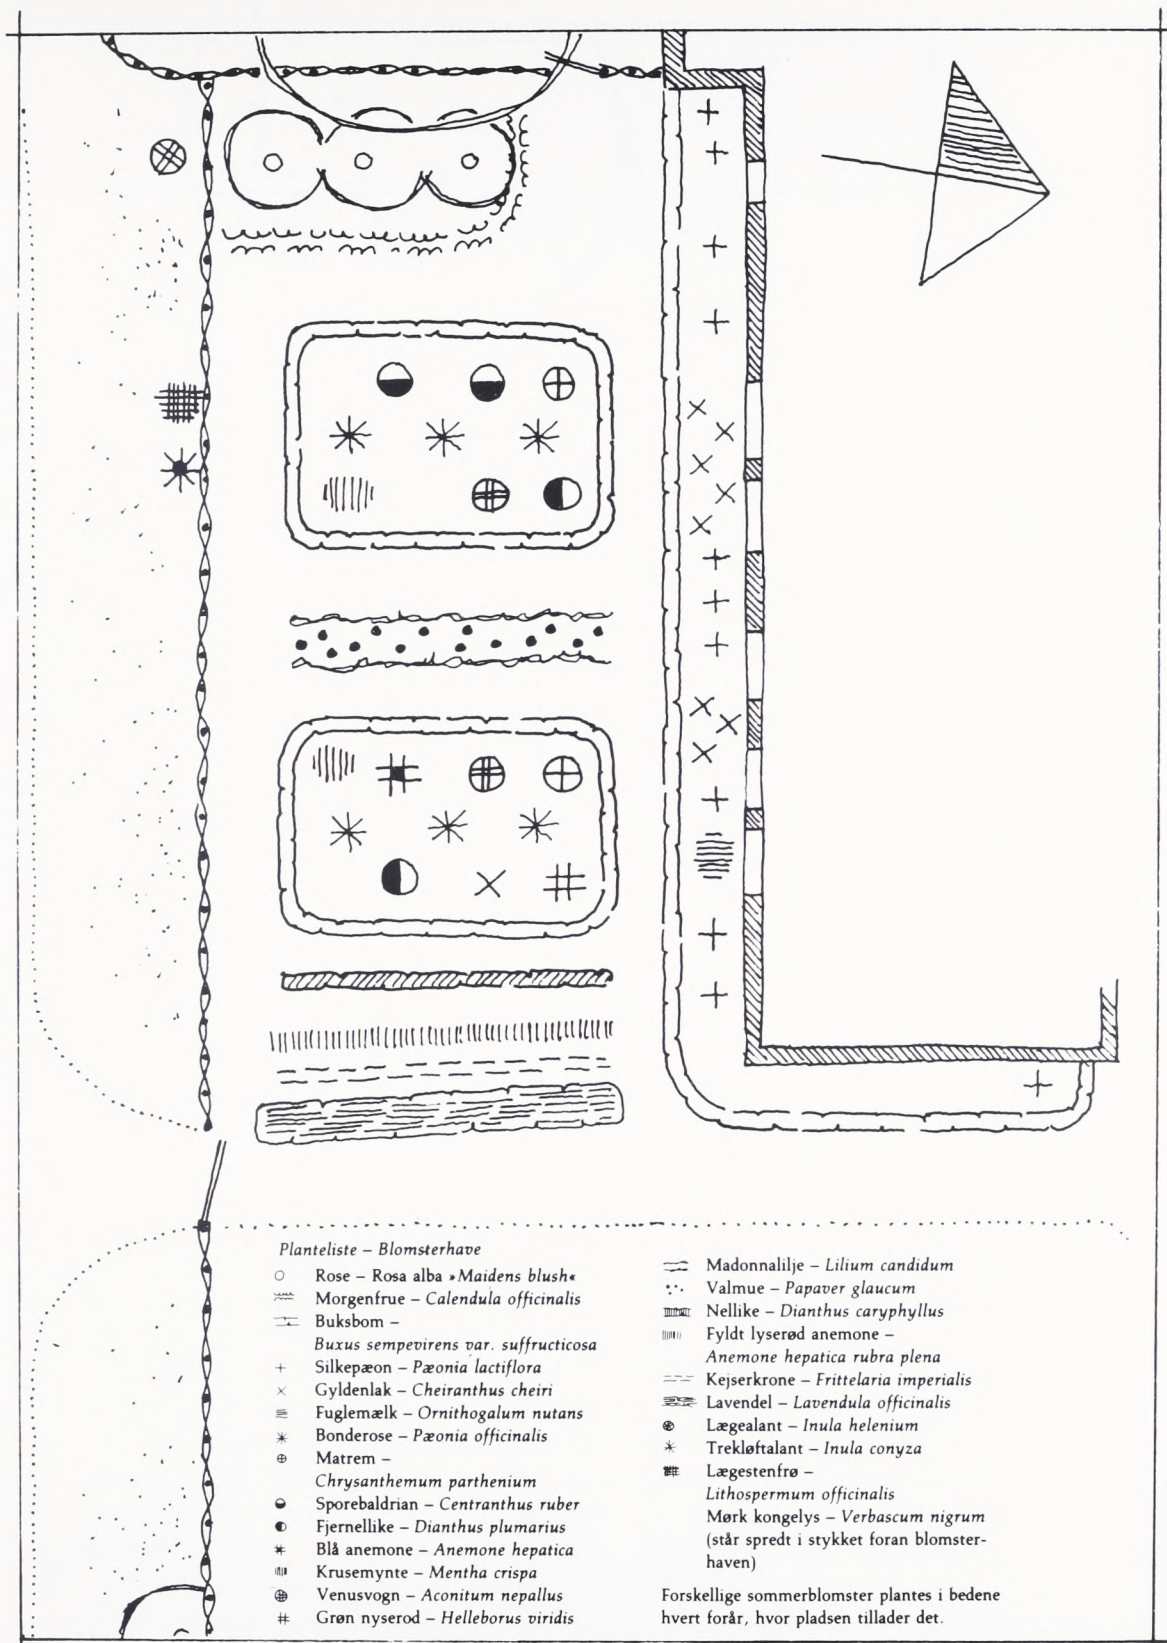 Planteliste – Blomsterhave
Rose – Rosa alba »Maidens blush«
Morgenfrue – Calendula officinalis
Buksbom –
Buxus sempevirens var. suffructicosa
Silkepæon – Pæonia lactiflora
Gyldenlak – Cheiranthus cheiri
Fuglemælk – Ornithogalum nutans
Bonderose – Pæonia officinalis
Matrem –
Chrysanthemum parthenium
Sporebaldrian – Centranthus ruber
Fjernellike – Dianthus plumarius
Blå anemone – Anemone hepatica
Krusemynte – Mentha crispa
Venusvogn – Aconitum nepallus
Grøn nyserod – Helleborus viridis
Madonnalilje – Lilium candidum
Valmue – Papaver glaucum
Nellike – Dianthus caryphyllus
Fyldt lyserød anemone –
Anemone hepatica rubra plena
Kejserkrone – Frittelaria imperialis
Lavendel – Lavendula officinalis
Lægealant – Inula helenium
Trekløftalant – Inula conyza
Lægestenfrø –
Lithospermum officinalis
Mørk kongelys – Verbascum nigrum
(står spredt i stykket foran blomster-
haven)
Forskellige sommerblomster plantes i bedene
hvert forår, hvor pladsen tillader det.